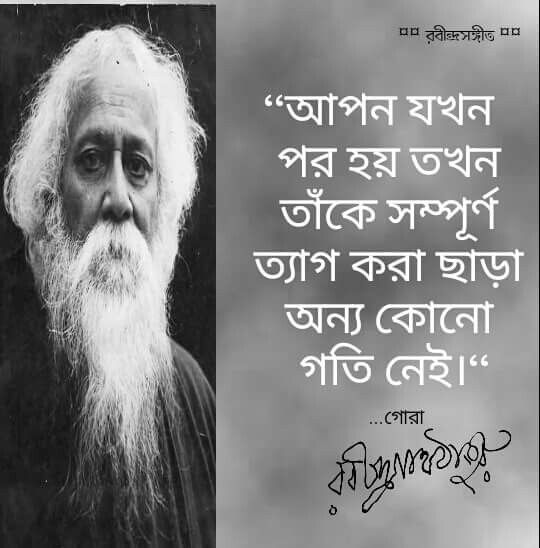 ¤¤ রবীন্দ্রসঙ্গীত ¤¤
“আপন যখন
পর হয় তখন
তাঁকে সম্পূর্ণ
ত্যাগ করা ছাড়া
অন্য কোনো
গতি নেই।“
...গোরা
রবীন্দ্রনাথ ঠাকুর